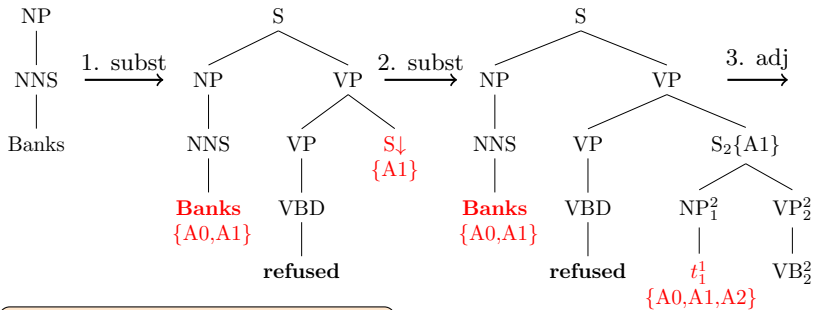 NP S S
1. subst 2. subst 3. adj
NNS NP VP NP VP
Banks NNS VP S↓ NNS VP S₂{A1}
{A1}
Banks VBD Banks VBD NP₁² VP₂²
{A0,A1} {A0,A1}
refused refused t₁¹ VB₂²
{A0,A1,A2}